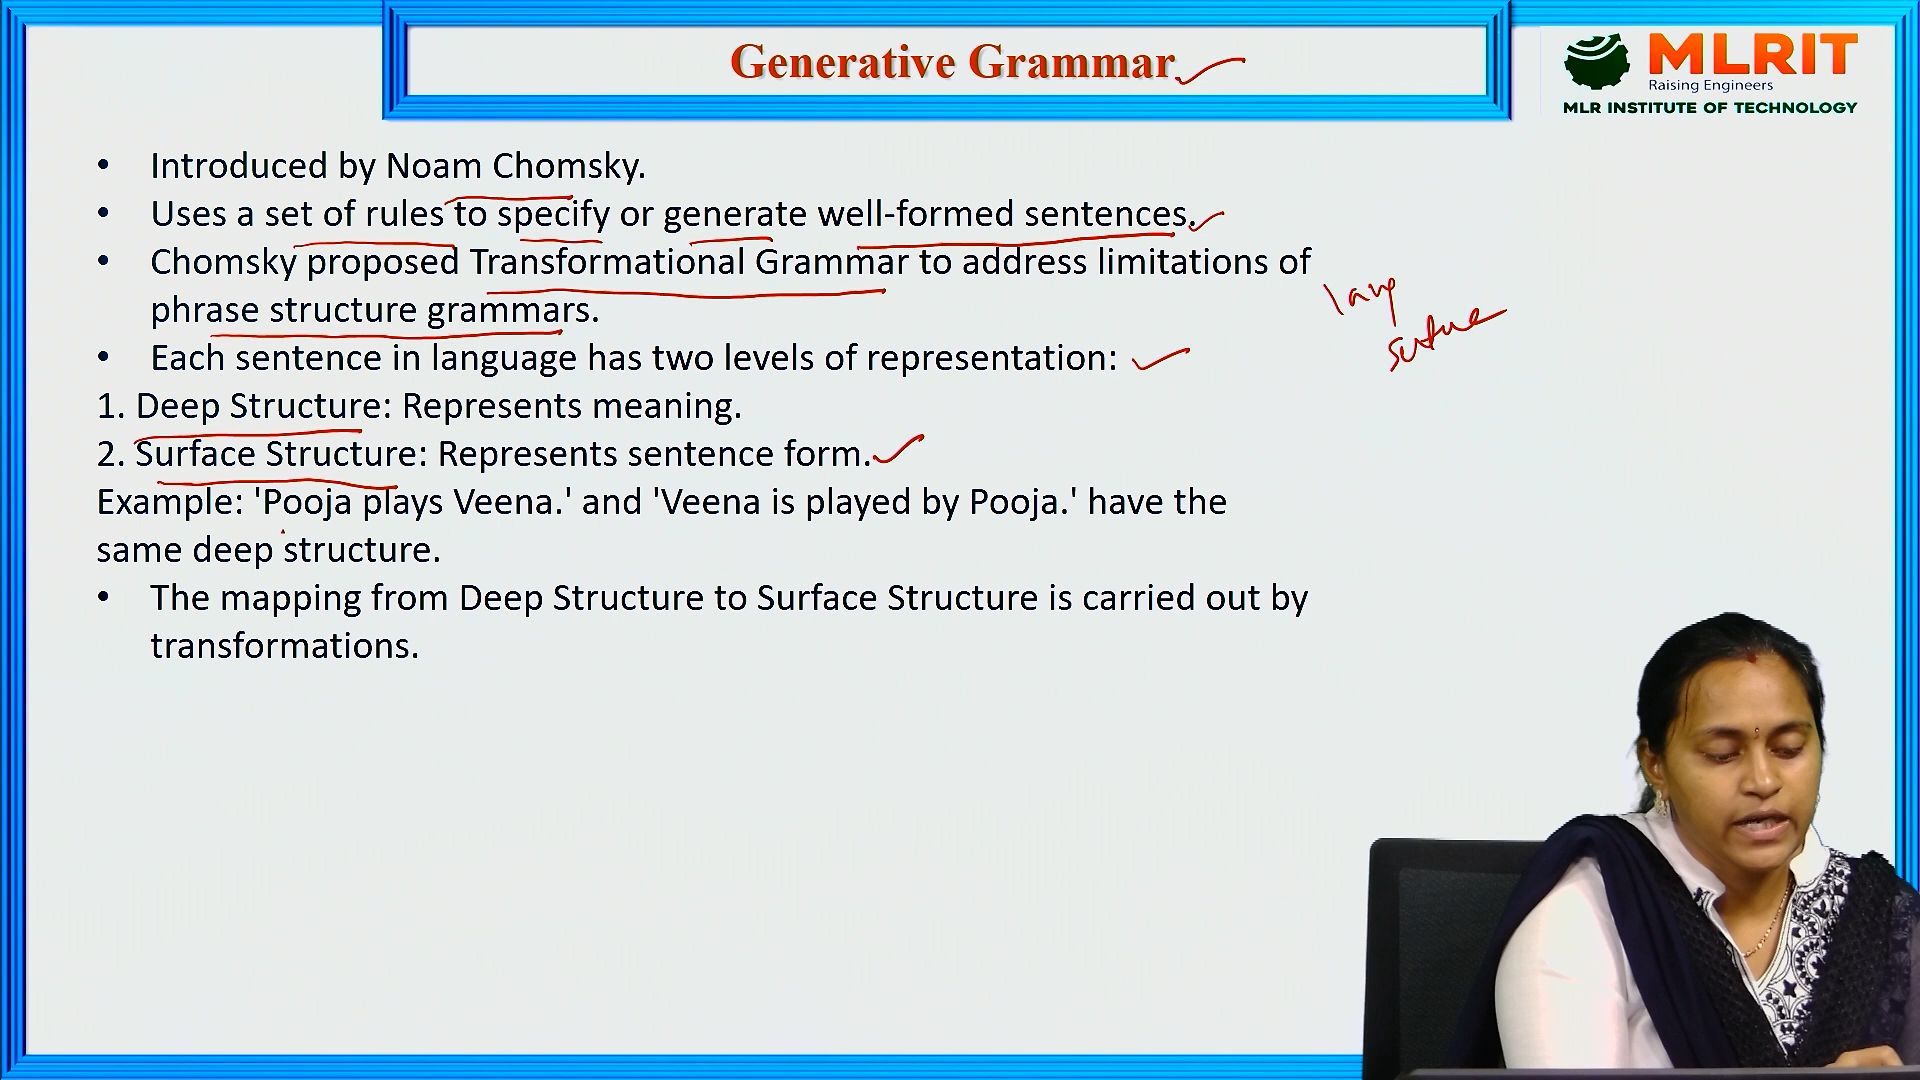 Generative Grammar
MLRIT
Raising Engineers
MLR INSTITUTE OF TECHNOLOGY
• Introduced by Noam Chomsky.
• Uses a set of rules to specify or generate well-formed sentences.
• Chomsky proposed Transformational Grammar to address limitations of
phrase structure grammars.
• Each sentence in language has two levels of representation:
1. Deep Structure: Represents meaning.
2. Surface Structure: Represents sentence form.
Example: 'Pooja plays Veena.' and 'Veena is played by Pooja.' have the
same deep structure.
• The mapping from Deep Structure to Surface Structure is carried out by
transformations.